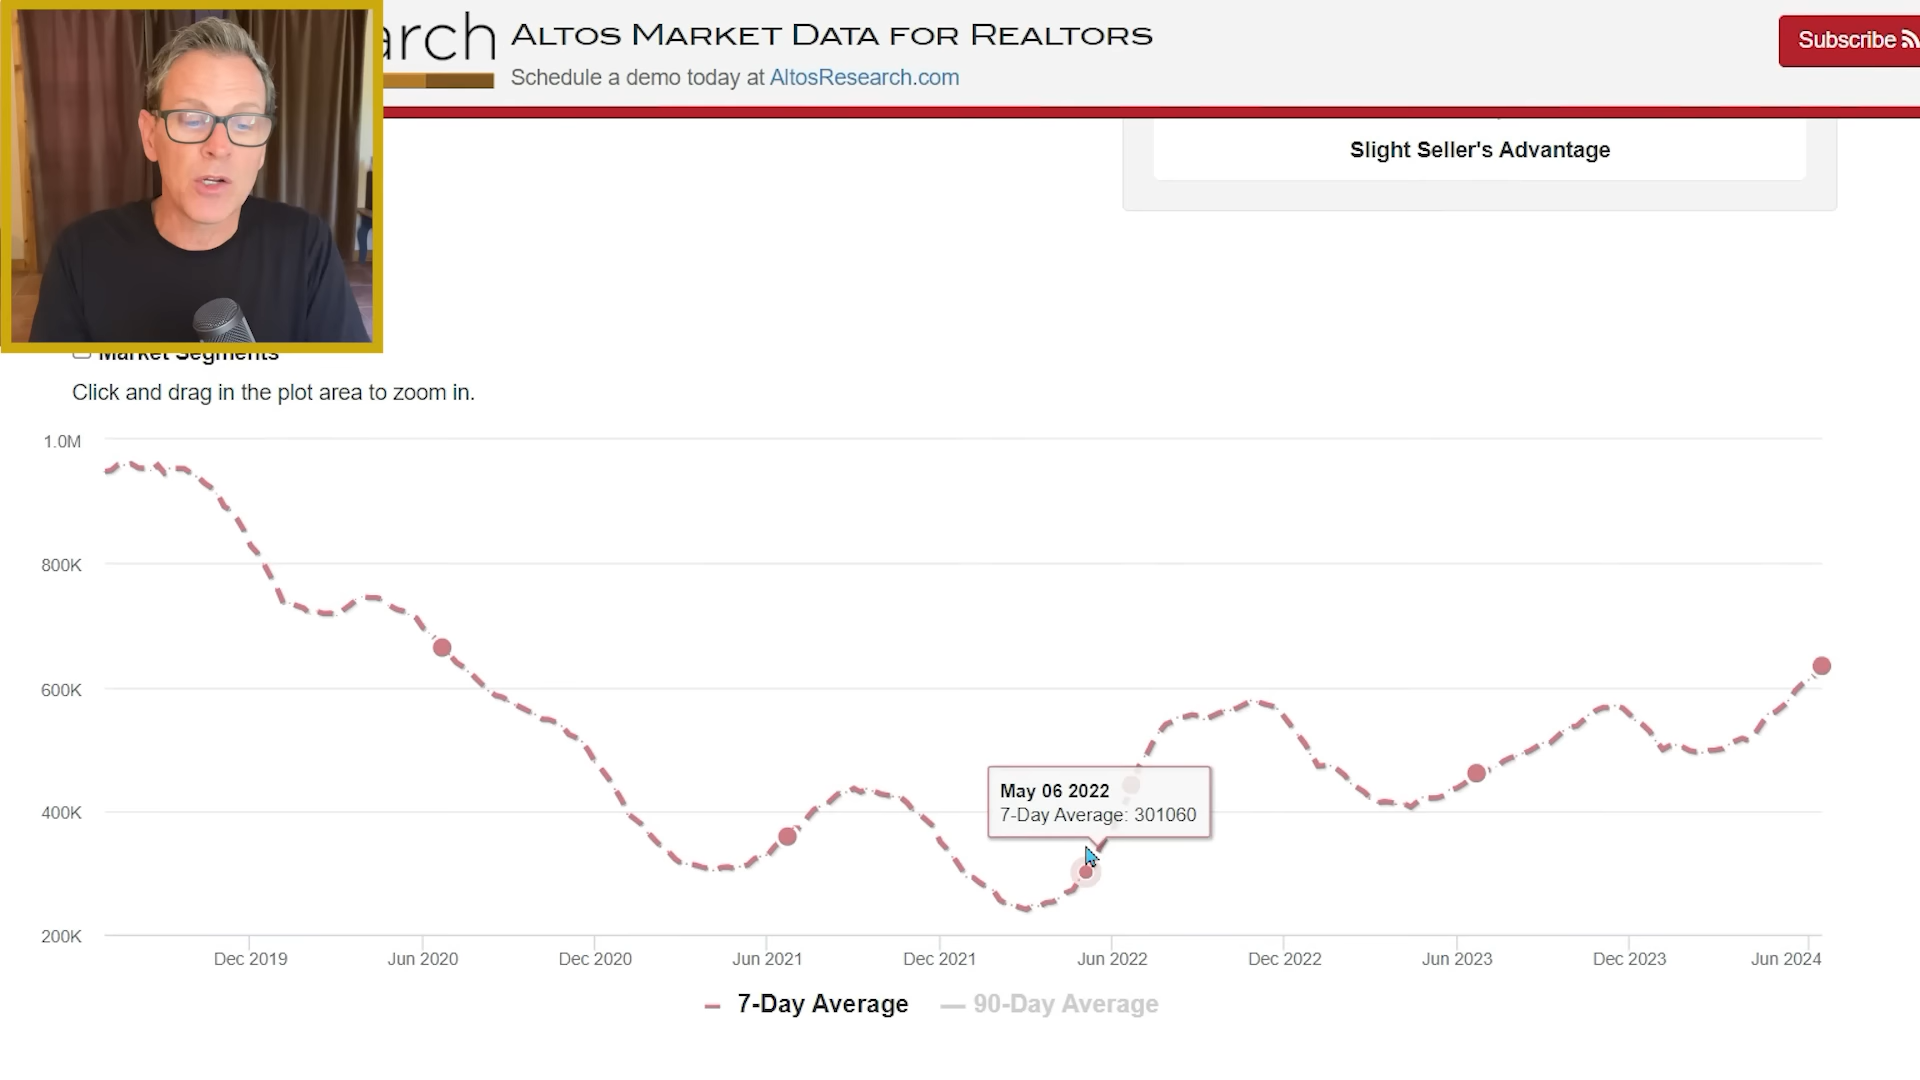 arch
ALTOS MARKET DATA FOR REALTORS
Schedule a demo today at AltosResearch.com
Subscribe
Slight Seller's Advantage
Market Segments
Click and drag in the plot area to zoom in.
1.0M
800K
600K
400K
200K
May 06 2022
7-Day Average: 301060
Dec 2019 Jun 2020 Dec 2020 Jun 2021 Dec 2021 Jun 2022 Dec 2022 Jun 2023 Dec 2023 Jun 2024
7-Day Average 90-Day Average